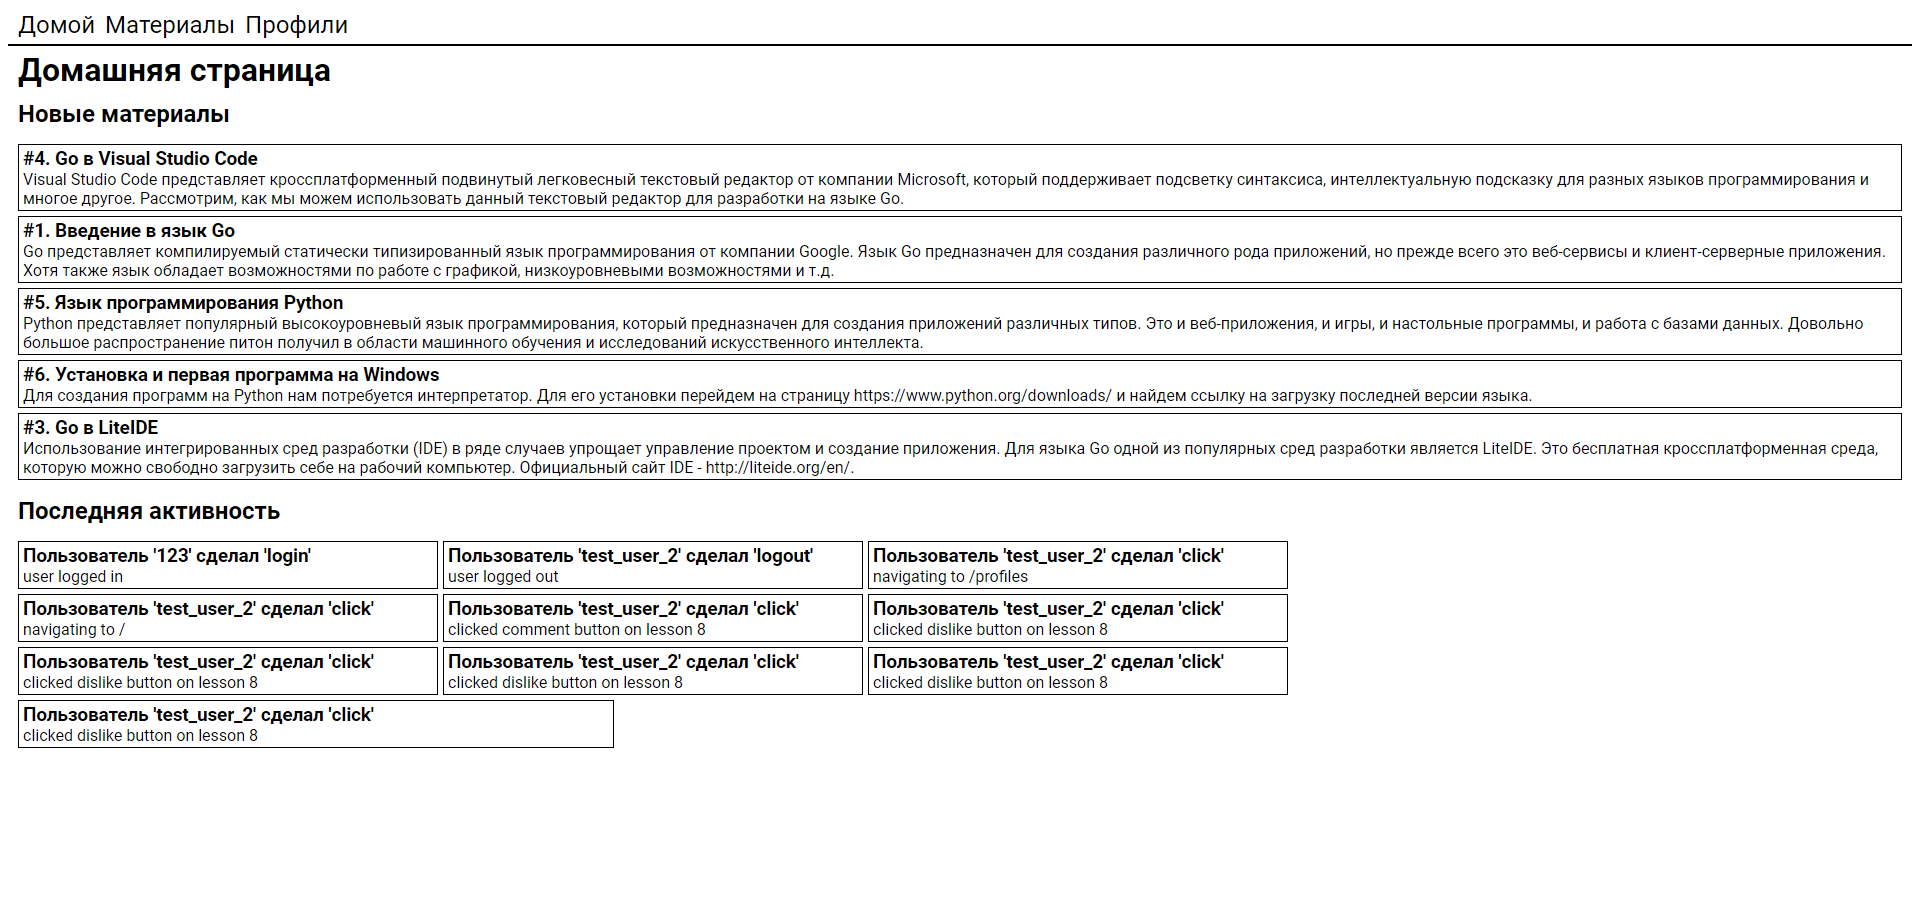 Домой Материалы Профили
Домашняя страница
Новые материалы
#4. Go в Visual Studio Code
Visual Studio Code представляет кроссплатформенный подвинутый легковесный текстовый редактор от компании Microsoft, который поддерживает подсветку синтаксиса, интеллектуальную подсказку для разных языков программирования и
многое другое. Рассмотрим, как мы можем использовать данный текстовый редактор для разработки на языке Go.
#1. Введение в язык Go
Go представляет компилируемый статически типизированный язык программирования от компании Google. Язык Go предназначен для создания различного рода приложений, но прежде всего это веб-сервисы и клиент-серверные приложения.
Хотя также язык обладает возможностями по работе с графикой, низкоуровневыми возможностями и т.д.
#5. Язык программирования Python
Python представляет популярный высокоуровневый язык программирования, который предназначен для создания приложений различных типов. Это и веб-приложения, и игры, и настольные программы, и работа с базами данных. Довольно
большое распространение питон получил в области машинного обучения и исследований искусственного интеллекта.
#6. Установка и первая программа на Windows
Для создания программ на Python нам потребуется интерпретатор. Для его установки перейдем на страницу https://www.python.org/downloads/ и найдем ссылку на загрузку последней версии языка.
#3. Go в LiteIDE
Использование интегрированных сред разработки (IDE) в ряде случаев упрощает управление проектом и создание приложения. Для языка Go одной из популярных сред разработки является LiteIDE. Это бесплатная кроссплатформенная среда,
которую можно свободно загрузить себе на рабочий компьютер. Официальный сайт IDE - http://liteide.org/en/.
Последняя активность
Пользователь '123' сделал 'login'
user logged in
Пользователь 'test_user_2' сделал 'logout'
user logged out
Пользователь 'test_user_2' сделал 'click'
navigating to /profiles
Пользователь 'test_user_2' сделал 'click'
navigating to /
Пользователь 'test_user_2' сделал 'click'
clicked comment button on lesson 8
Пользователь 'test_user_2' сделал 'click'
clicked dislike button on lesson 8
Пользователь 'test_user_2' сделал 'click'
clicked dislike button on lesson 8
Пользователь 'test_user_2' сделал 'click'
clicked dislike button on lesson 8
Пользователь 'test_user_2' сделал 'click'
clicked dislike button on lesson 8
Пользователь 'test_user_2' сделал 'click'
clicked dislike button on lesson 8